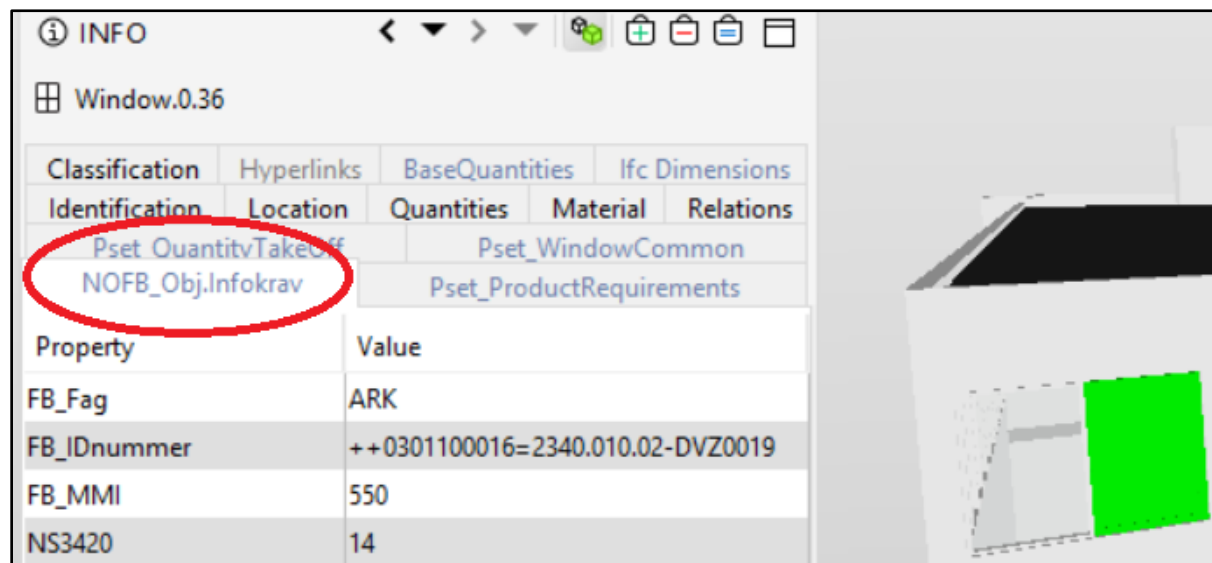 INFO
Window.0.36
Classification Hyperlinks BaseQuantities Ifc Dimensions
Identification Location Quantities Material Relations
Pset_QuantityTakeOff Pset_WindowCommon
NOFB_Obj.Infokrav Pset_ProductRequirements
Property Value
FB_Fag ARK
FB_IDnummer ++0301100016=2340.010.02-DVZ0019
FB_MMI 550
NS3420 14